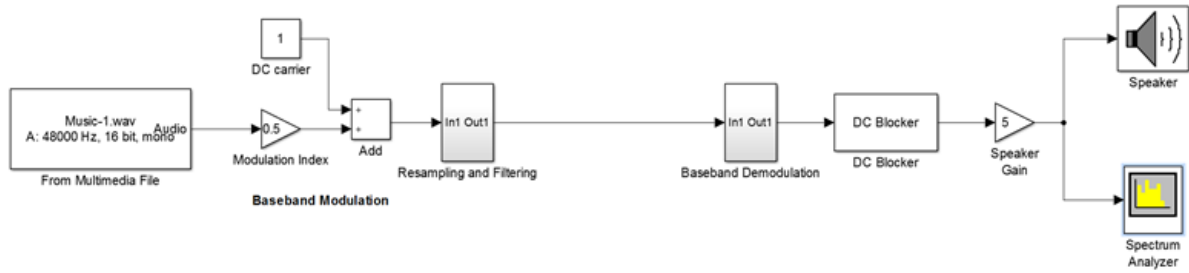 1
DC carrier
Music-1.wav
A: 48000 Hz, 16 bit, mono
Audio
From Multimedia File
0.5
Modulation Index
+
+
Add
In1 Out1
Resampling and Filtering
Baseband Modulation
In1 Out1
Baseband Demodulation
DC Blocker
DC Blocker
5
Speaker
Gain
Speaker
Spectrum
Analyzer